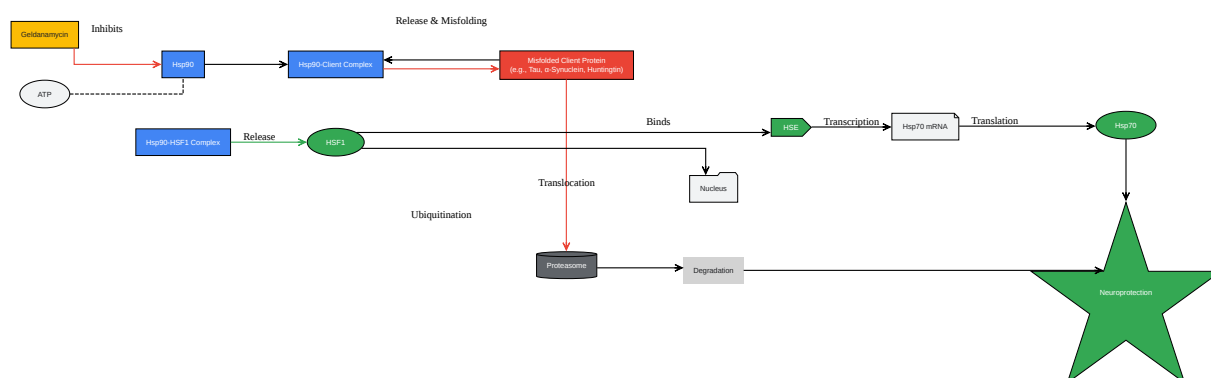 Release & Misfolding
Geldanamycin
Inhibits
Hsp90
Hsp90-Client Complex
Misfolded Client Protein
(e.g., Tau, α-Synuclein, Huntingtin)
ATP
Binds
Transcription
Translation
HSE
Hsp70 mRNA
Hsp70
Release
Hsp90-HSF1 Complex
HSF1
Translocation
Nucleus
Ubiquitination
Proteasome
Degradation
Neuroprotection